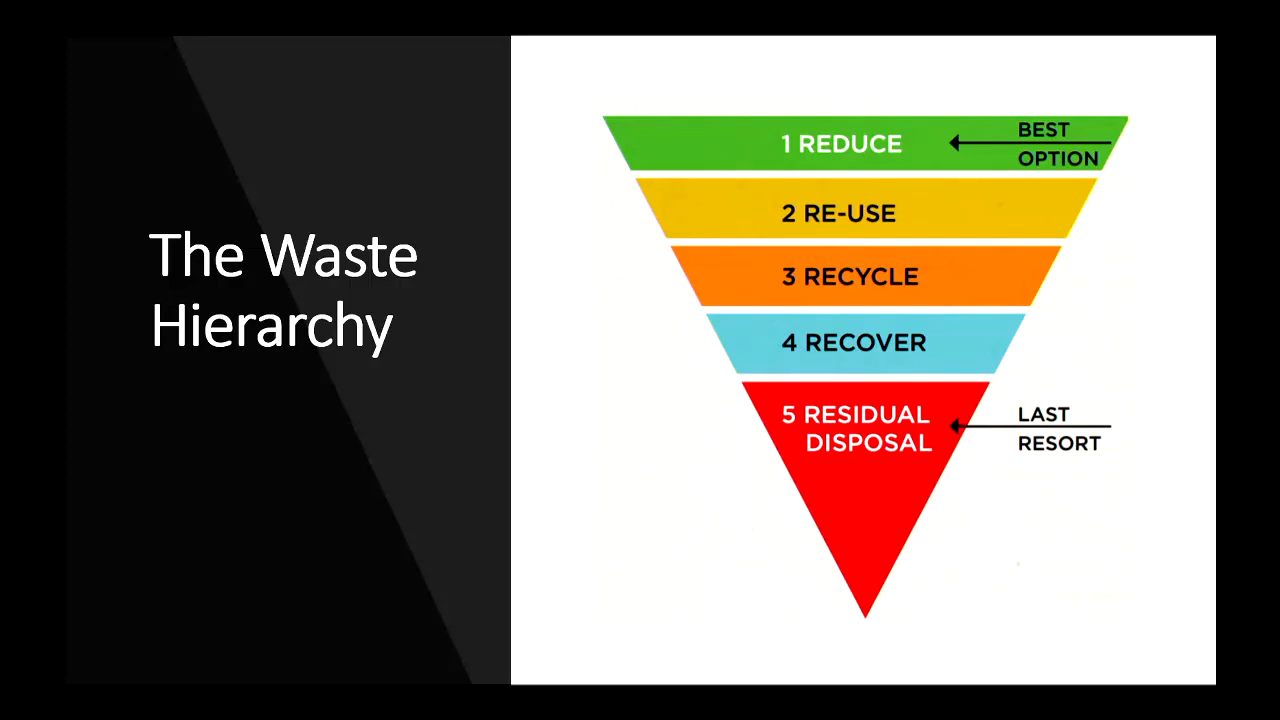 The Waste
Hierarchy
1 REDUCE
BEST
OPTION
2 RE-USE
3 RECYCLE
4 RECOVER
5 RESIDUAL
DISPOSAL
LAST
RESORT